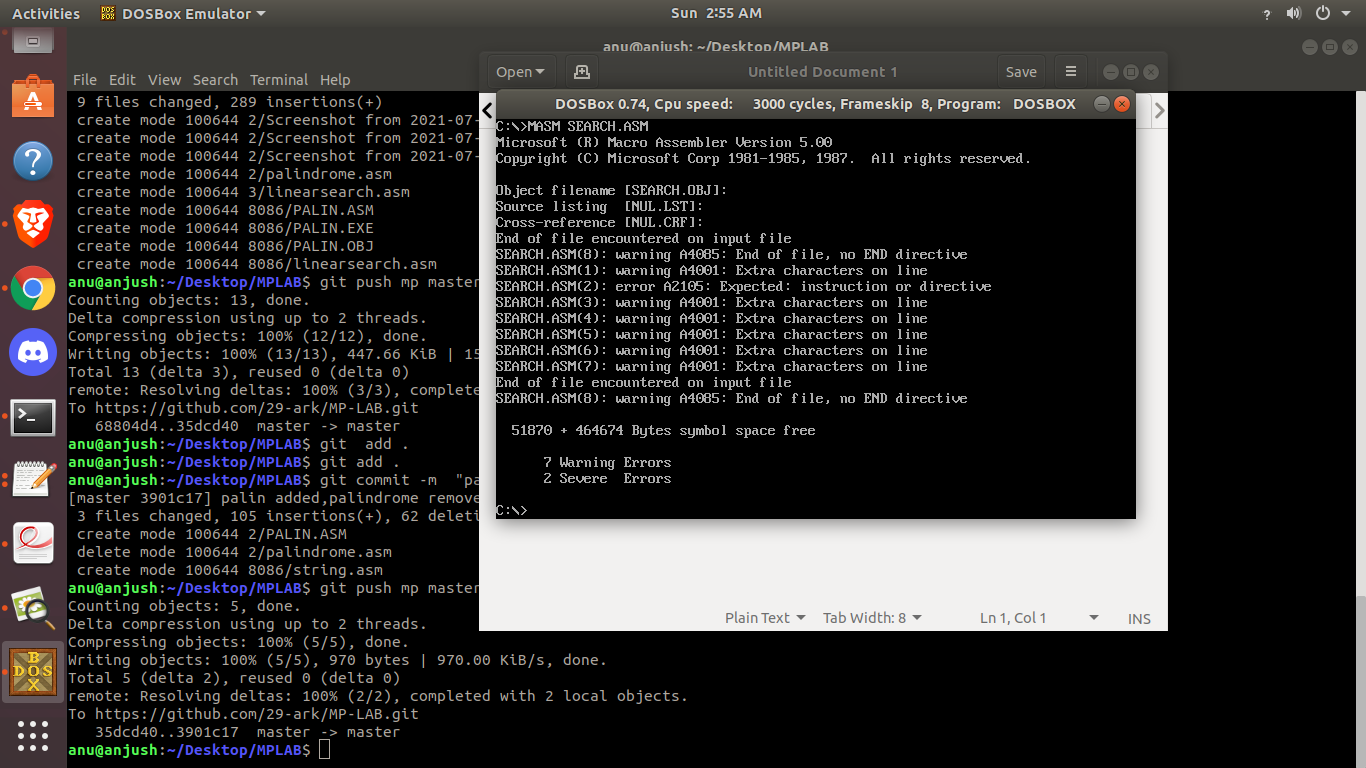 Activities
DOSBox Emulator
Sun 2:55 AM
?
anu@anjush: ~/Desktop/MPLAB
File Edit View Search Terminal Help
9 files changed, 289 insertions(+)
create mode 100644 2/Screenshot from 2021-07-
create mode 100644 2/Screenshot from 2021-07-
create mode 100644 2/Screenshot from 2021-07-
create mode 100644 2/palindrome.asm
create mode 100644 3/linearsearch.asm
create mode 100644 8086/PALIN.ASM
create mode 100644 8086/PALIN.EXE
create mode 100644 8086/PALIN.OBJ
create mode 100644 8086/linearsearch.asm
anu@anjush:~/Desktop/MPLAB$ git push mp master
Counting objects: 13, done.
Delta compression using up to 2 threads.
Compressing objects: 100% (12/12), done.
Writing objects: 100% (13/13), 447.66 KiB | 15
Total 13 (delta 3), reused 0 (delta 0)
remote: Resolving deltas: 100% (3/3), complete
To https://github.com/29-ark/MP-LAB.git
68804d4..35dcd40 master -> master
anu@anjush:~/Desktop/MPLAB$ git  add .
anu@anjush:~/Desktop/MPLAB$ git add .
anu@anjush:~/Desktop/MPLAB$ git commit -m  "pa
[master 3901c17] palin added,palindrome remove
3 files changed, 105 insertions(+), 62 deleti
create mode 100644 2/PALIN.ASM
delete mode 100644 2/palindrome.asm
create mode 100644 8086/string.asm
anu@anjush:~/Desktop/MPLAB$ git push mp master
Counting objects: 5, done.
Delta compression using up to 2 threads.
Compressing objects: 100% (5/5), done.
Writing objects: 100% (5/5), 970 bytes | 970.00 KiB/s, done.
Total 5 (delta 2), reused 0 (delta 0)
remote: Resolving deltas: 100% (2/2), completed with 2 local objects.
To https://github.com/29-ark/MP-LAB.git
35dcd40..3901c17 master -> master
anu@anjush:~/Desktop/MPLAB$
Open
Untitled Document 1
Save
DOSBox 0.74, Cpu speed: 3000 cycles, Frameskip 8, Program: DOSBOX
C:\>MASM SEARCH.ASM
Microsoft (R) Macro Assembler Version 5.00
Copyright (C) Microsoft Corp 1981-1985, 1987.  All rights reserved.
Object filename [SEARCH.OBJ]:
Source listing  [NUL.LST]:
Cross-reference [NUL.CRF]:
End of file encountered on input file
SEARCH.ASM(8): warning A4085: End of file, no END directive
SEARCH.ASM(1): warning A4001: Extra characters on line
SEARCH.ASM(2): error A2105: Expected: instruction or directive
SEARCH.ASM(3): warning A4001: Extra characters on line
SEARCH.ASM(4): warning A4001: Extra characters on line
SEARCH.ASM(5): warning A4001: Extra characters on line
SEARCH.ASM(6): warning A4001: Extra characters on line
SEARCH.ASM(7): warning A4001: Extra characters on line
End of file encountered on input file
SEARCH.ASM(8): warning A4085: End of file, no END directive
51870 + 464674 Bytes symbol space free
7 Warning Errors
2 Severe  Errors
C:\>
Plain Text
Tab Width: 8
Ln 1, Col 1
INS
DOS
BOX